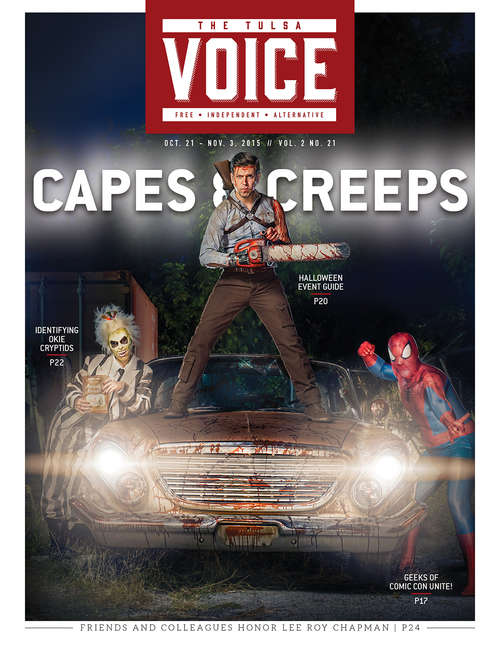 THE TULSA
VOICE
FREE • INDEPENDENT • ALTERNATIVE
OCT. 21 - NOV. 3, 2015 // VOL. 2 NO. 21
CAPES & CREEPS
HALLOWEEN
EVENT GUIDE
P20
IDENTIFYING
OKIE
CRYPTIDS
P22
GEEKS OF
COMIC CON UNITE!
P17
FRIENDS AND COLLEAGUES HONOR LEE ROY CHAPMAN | P24